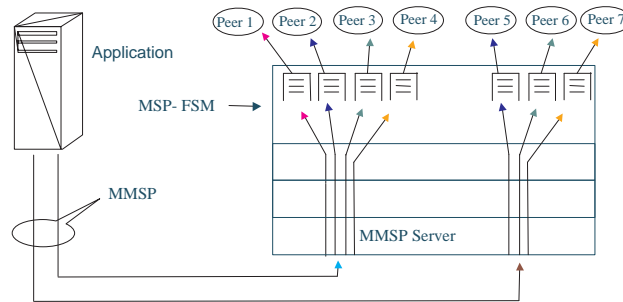 Peer 1 Peer 2 Peer 3 Peer 4 Peer 5 Peer 6 Peer 7
Application
MSP- FSM
MMSP
MMSP Server